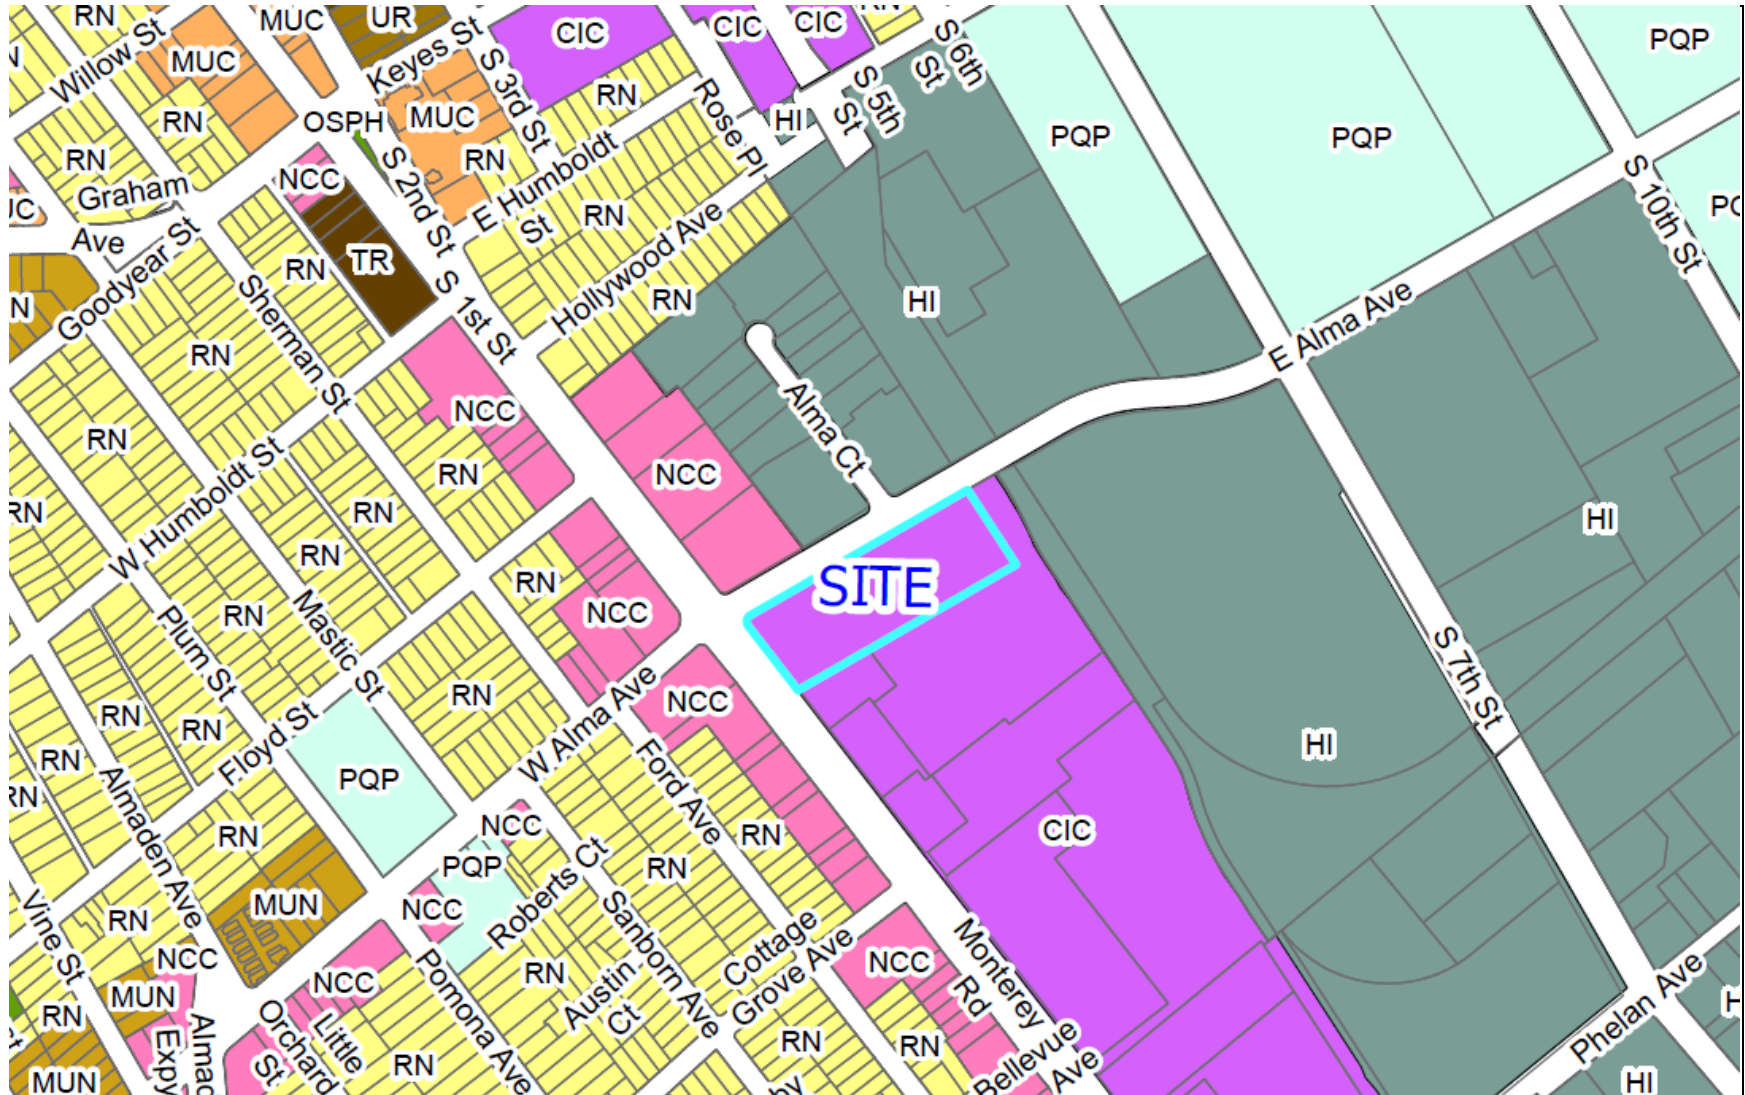 RN
MUC
UR
CIC
CIC
CIC
RN
PQP
Willow St
MUC
Keyes St
S 3rd St
S 6th
St
RN
RN
MUC
OSPH
RN
Rose Pl
HI
S 5th
St
PQP
PQP
RN
Graham
Ave
NCC
S 2nd St
RN
E Humboldt
St
RN
S 10th St
TR
RN
Goodyear St
Sherman St
S 1st St
Hollywood Ave
RN
HI
E Alma Ave
RN
RN
NCC
Alma Ct
RN
NCC
W Humboldt St
RN
RN
RN
HI
RN
NCC
SITE
RN
Plum St
Mastic St
S 7th St
RN
RN
RN
NCC
W Alma Ave
Floyd St
RN
RN
PQP
Ford Ave
HI
Almaden Ave
RN
NCC
RN
CIC
PQP
Roberts Ct
RN
MUN
NCC
Sanborn Ave
Vine St
RN
NCC
NCC
Pomona Ave
RN
Austin
Ct
Cottage
Grove Ave
NCC
Monterey
Rd
MUN
RN
Expy
Orchard
St
Little
RN
RN
RN
Bellevue
Ave
Phelan Ave
MUN
HI